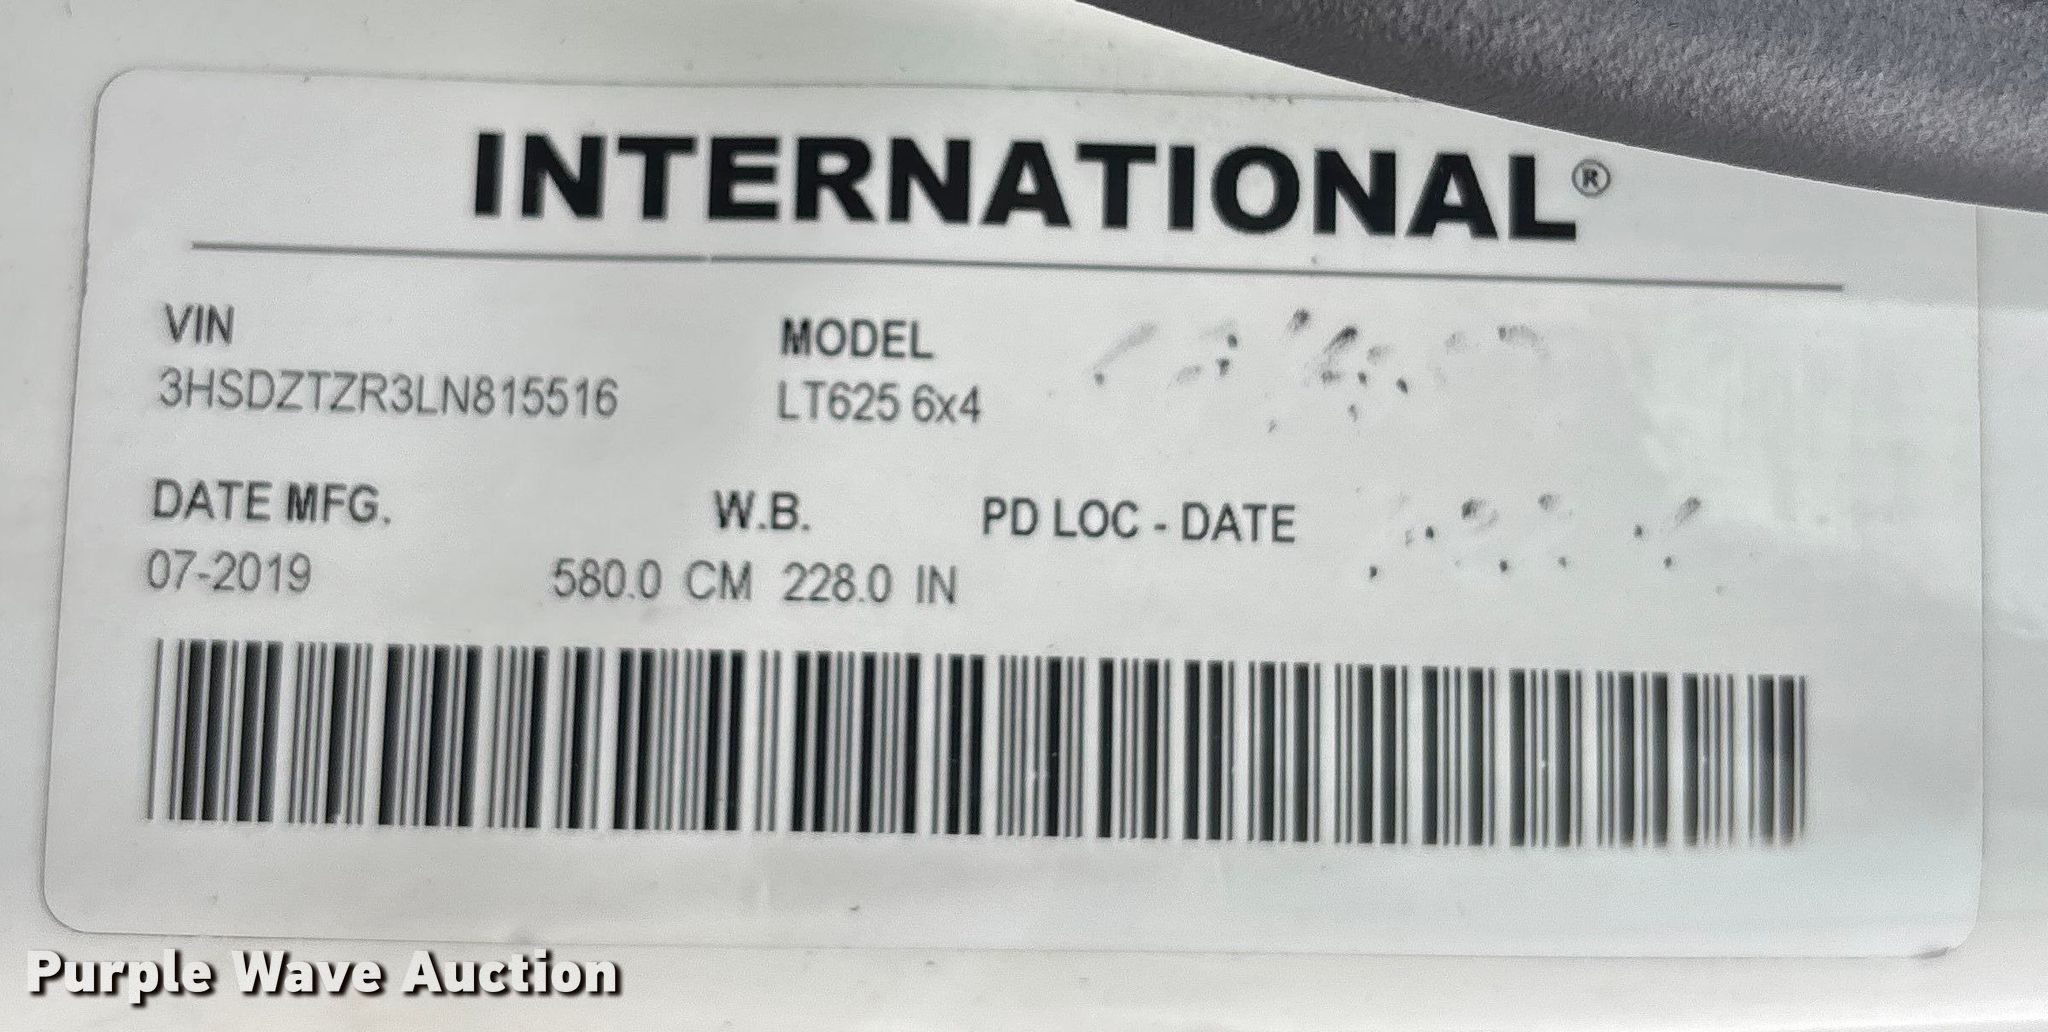 INTERNATIONAL®
VIN
3HSDZTZR3LN815516
MODEL
LT625 6x4
DATE MFG.
07-2019
W.B.
580.0 CM 228.0 IN
PD LOC - DATE
Purple Wave Auction